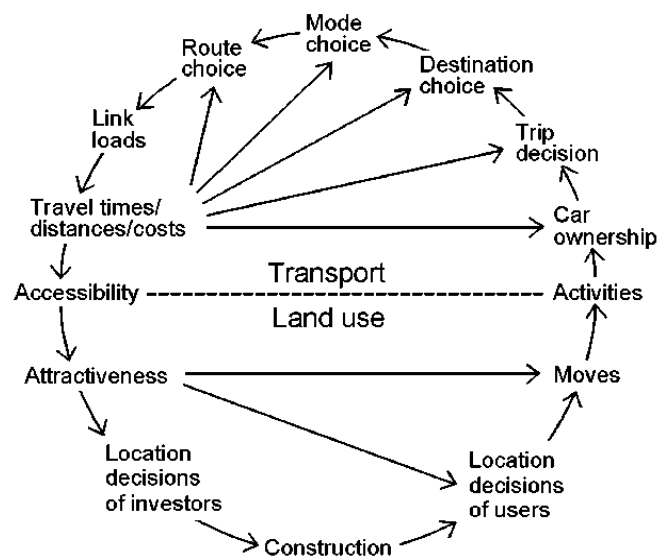 Mode
choice
Route
choice
Destination
choice
Link
loads
Trip
decision
Travel times/
distances/costs
Car
ownership
Transport
Accessibility
Activities
Land use
Attractiveness
Moves
Location
decisions
of investors
Location
decisions
of users
Construction